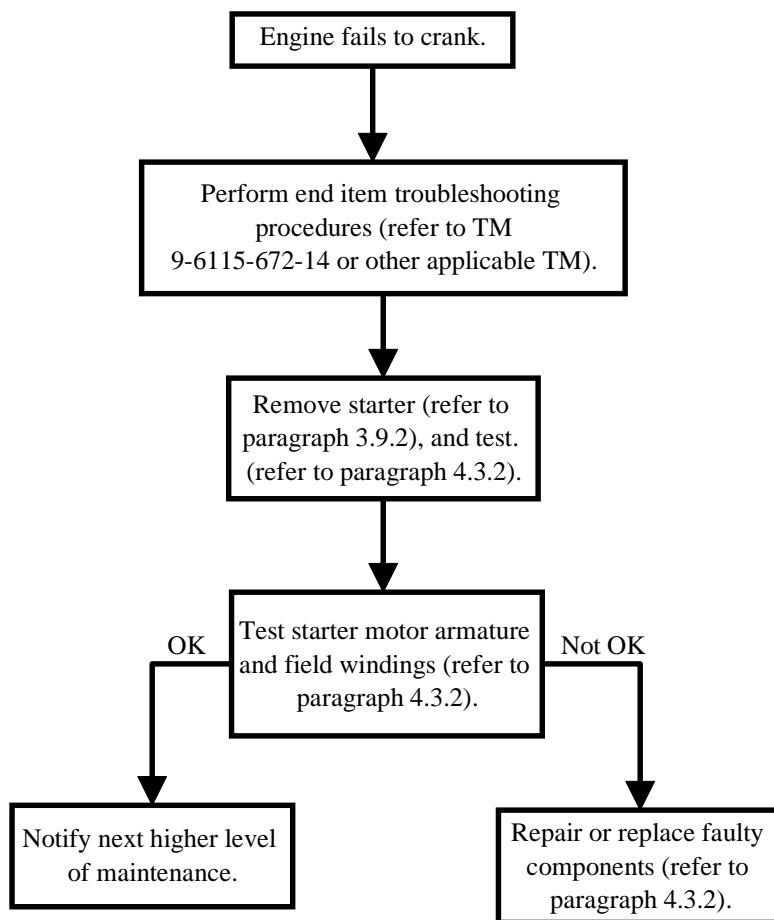 Engine fails to crank.
Perform end item troubleshooting
procedures (refer to TM
9-6115-672-14 or other applicable TM).
Remove starter (refer to
paragraph 3.9.2), and test.
(refer to paragraph 4.3.2).
Test starter motor armature
and field windings (refer to
paragraph 4.3.2).
OK
Not OK
Notify next higher level
of maintenance.
Repair or replace faulty
components (refer to
paragraph 4.3.2).